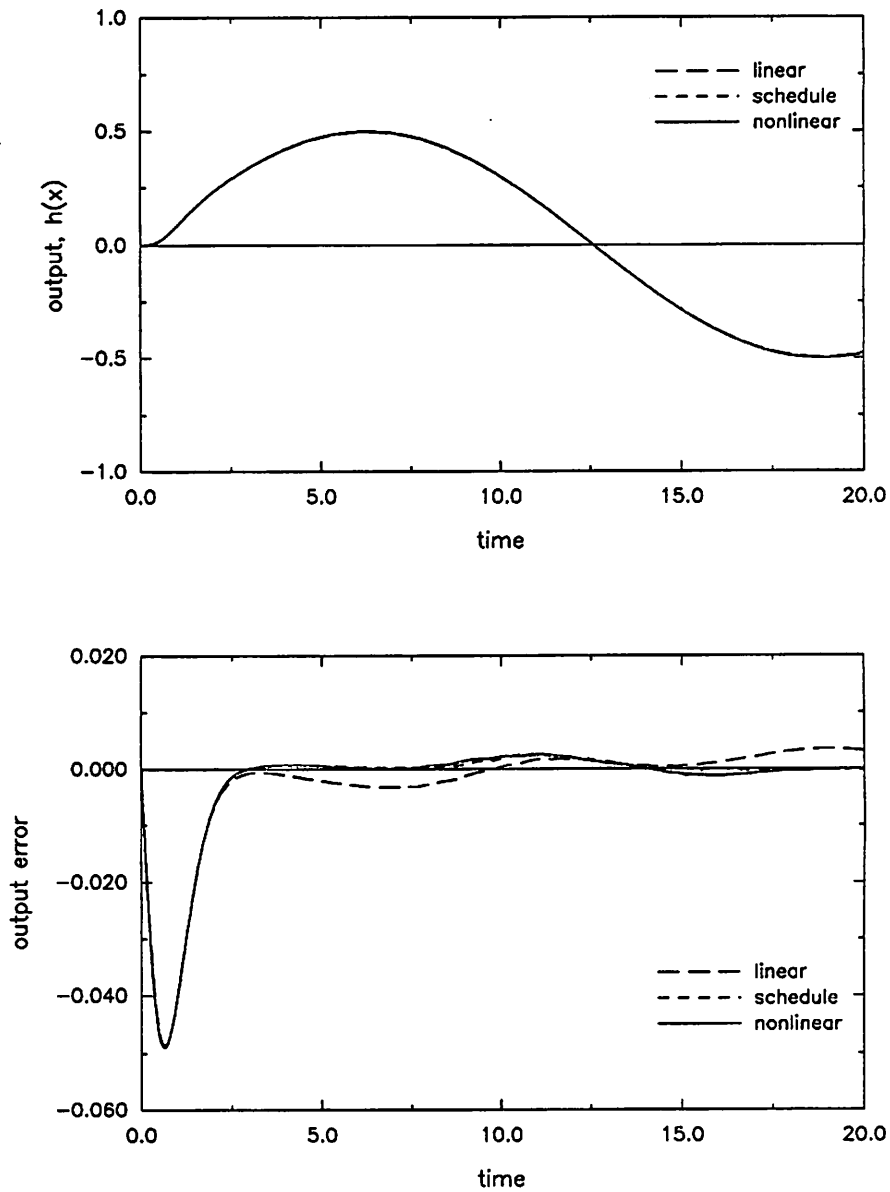 1.0
0.5
0.0
-0.5
-1.0
output, h(x)
linear
schedule
nonlinear
0.0 5.0 10.0 15.0 20.0
time
0.020
0.000
-0.020
-0.040
-0.060
output error
linear
schedule
nonlinear
0.0 5.0 10.0 15.0 20.0
time